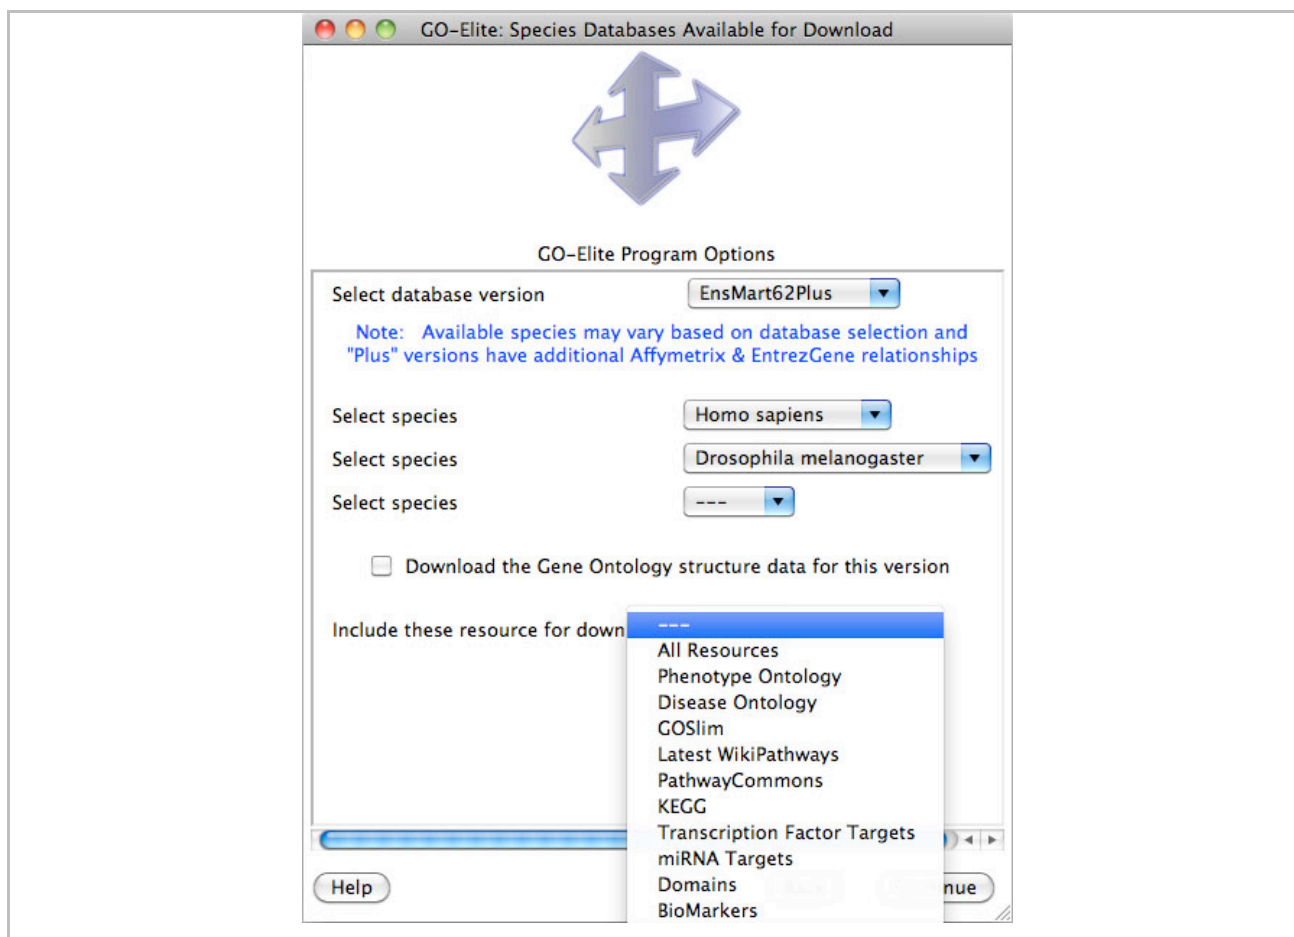 GO-Elite: Species Databases Available for Download
GO-Elite Program Options
Select database version
EnsMart62Plus
Note: Available species may vary based on database selection and
"Plus" versions have additional Affymetrix & EntrezGene relationships
Select species
Homo sapiens
Select species
Drosophila melanogaster
Select species
---
Download the Gene Ontology structure data for this version
Include these resource for down
---
All Resources
Phenotype Ontology
Disease Ontology
GOSlim
Latest WikiPathways
PathwayCommons
KEGG
Transcription Factor Targets
miRNA Targets
Domains
BioMarkers
Help
nue